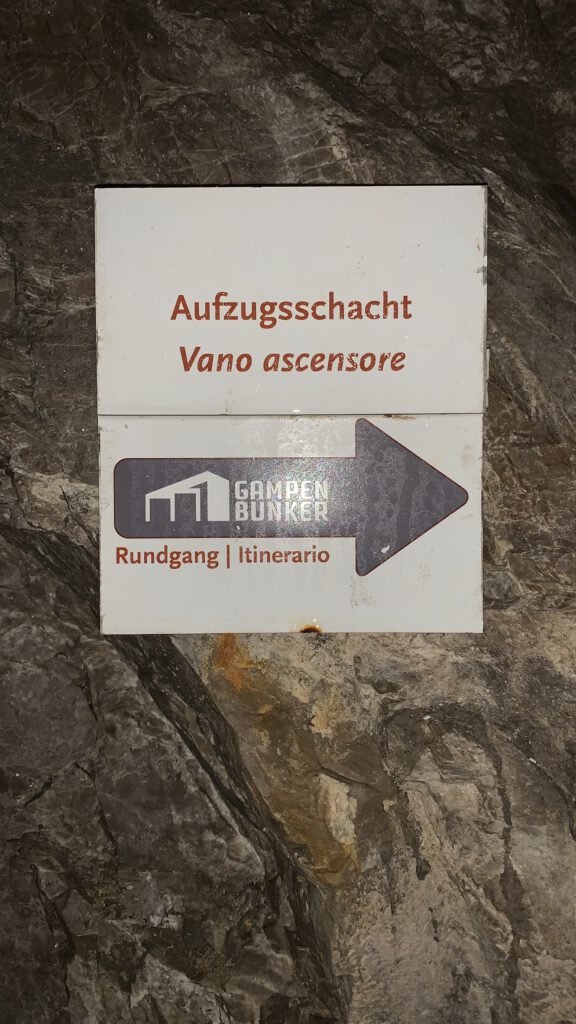 Aufzugsschacht
Vano ascensore
GAMPEN
BUNKER
Rundgang | Itinerario